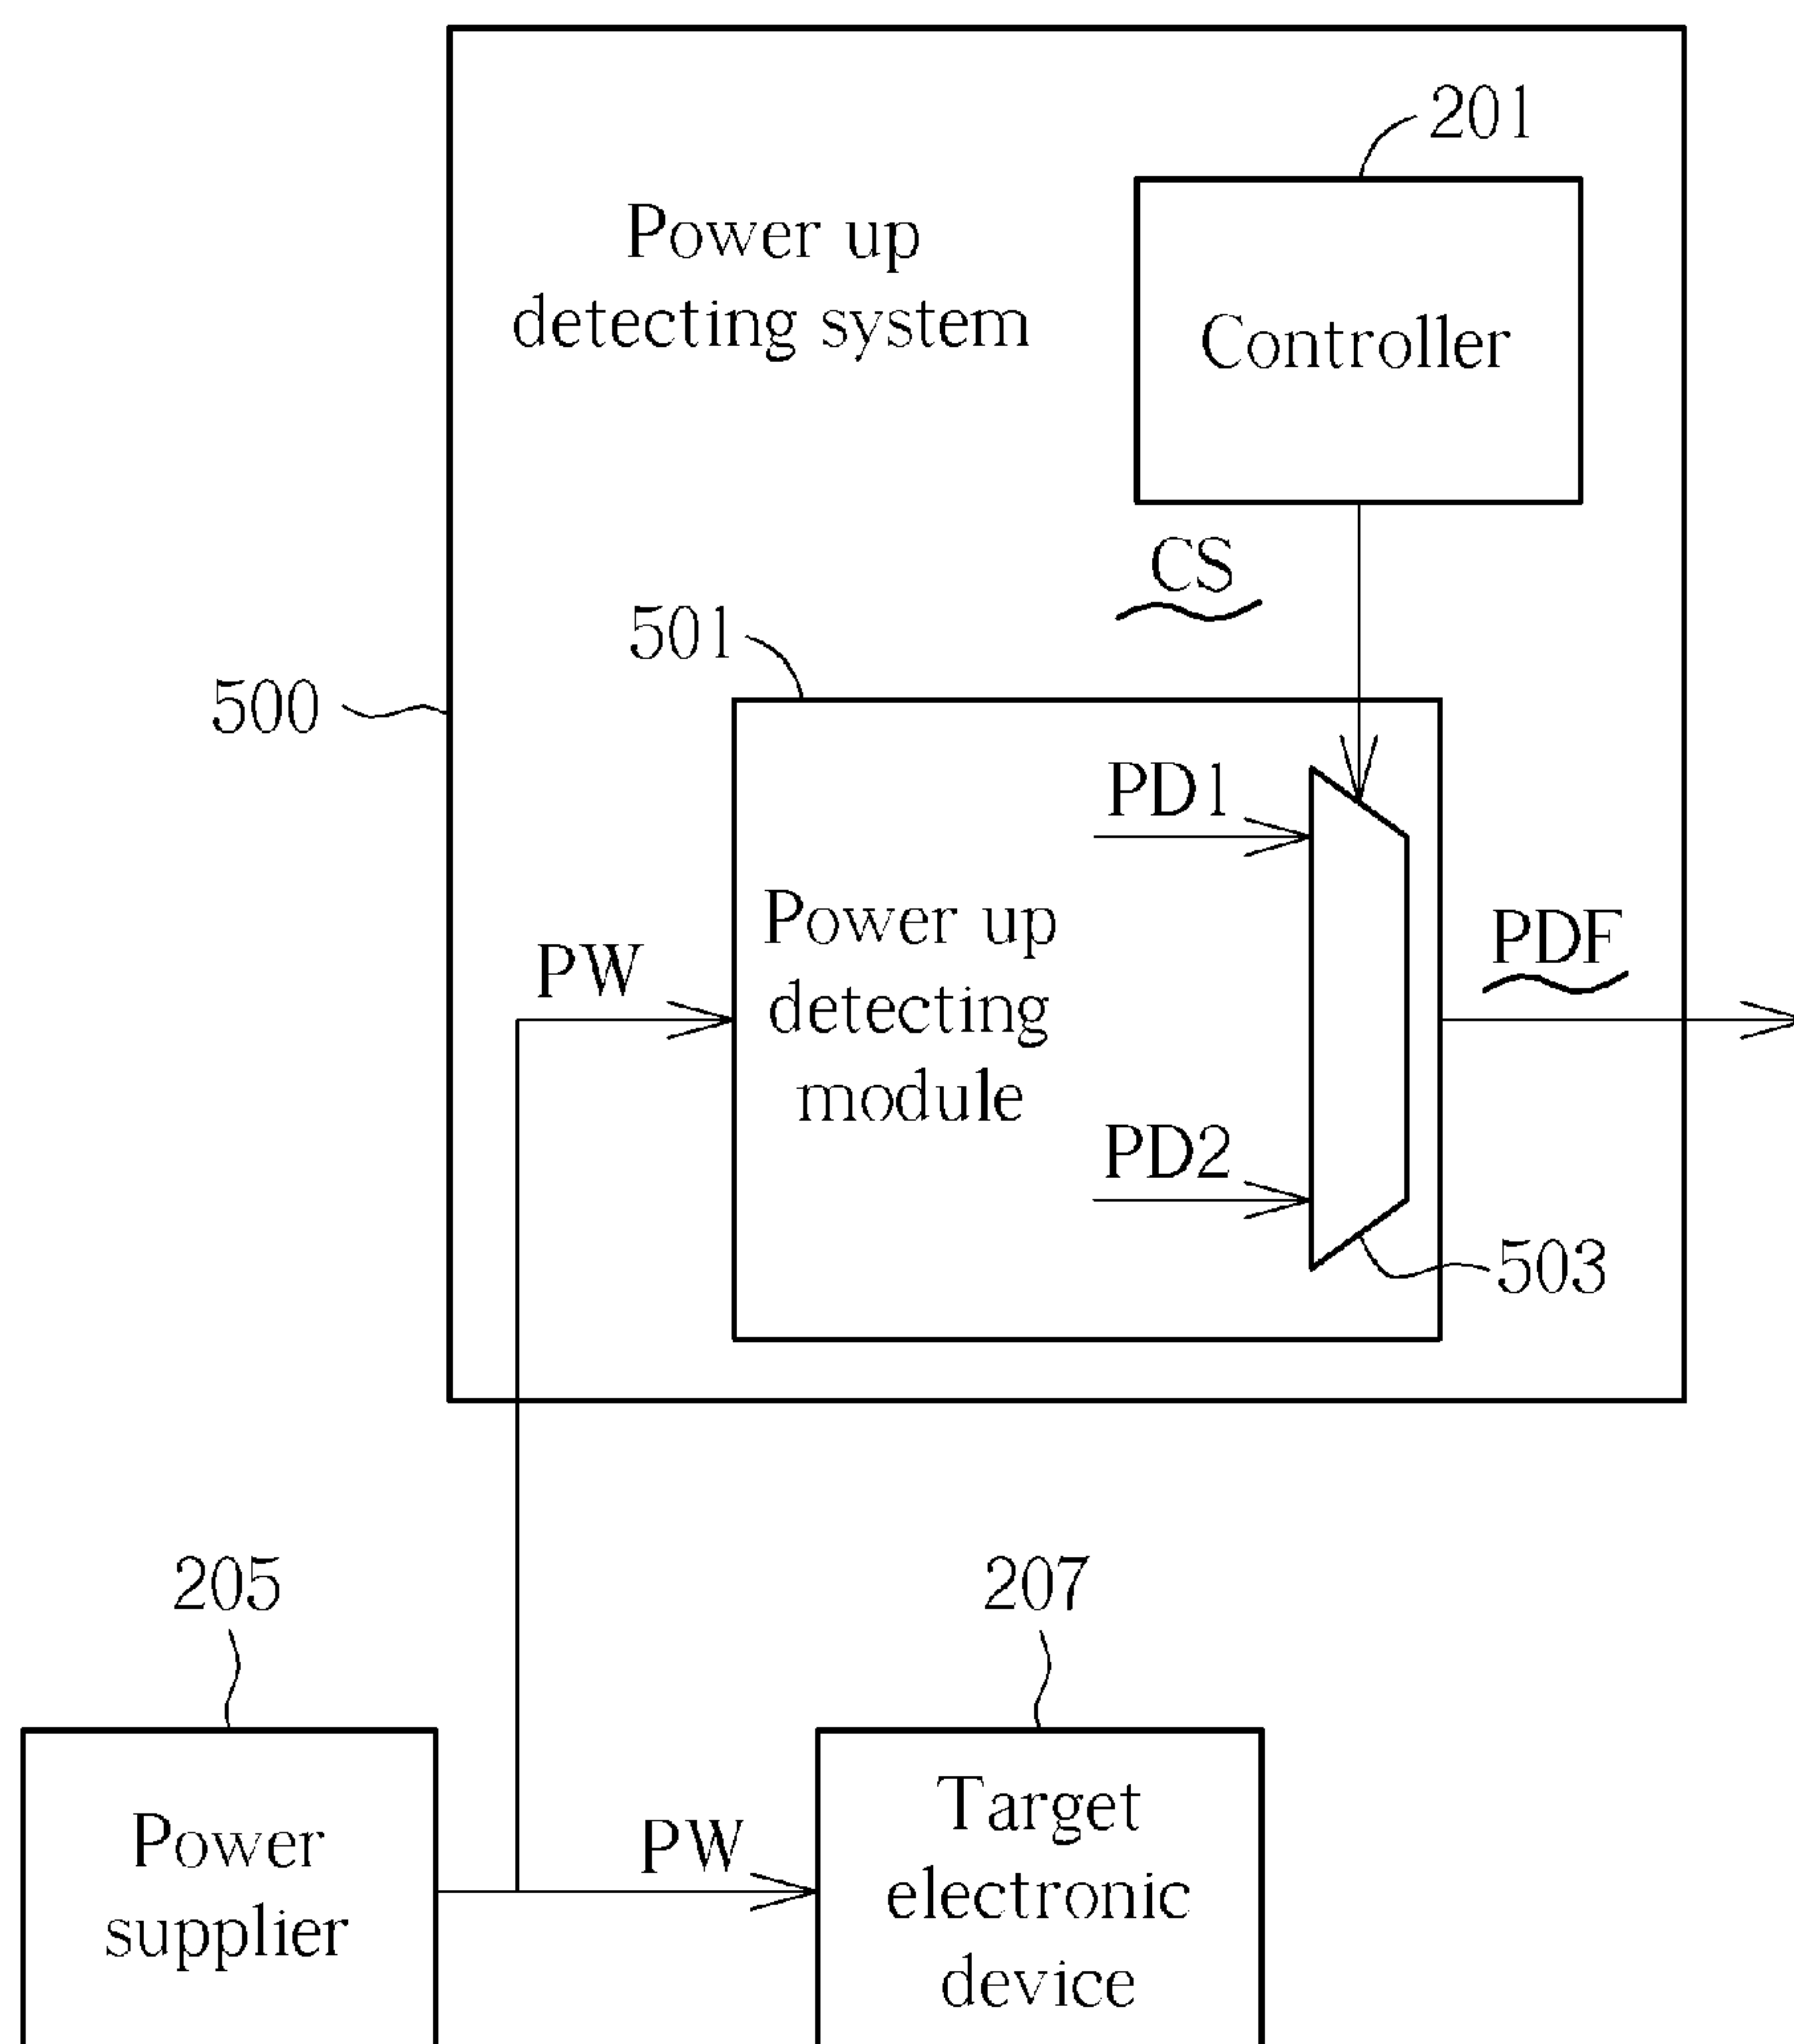 201
Power up
detecting system
Controller
CS
501
500
PD1
Power up
detecting
module
PW
PDF
PD2
503
205
207
Power
supplier
PW
Target
electronic
device